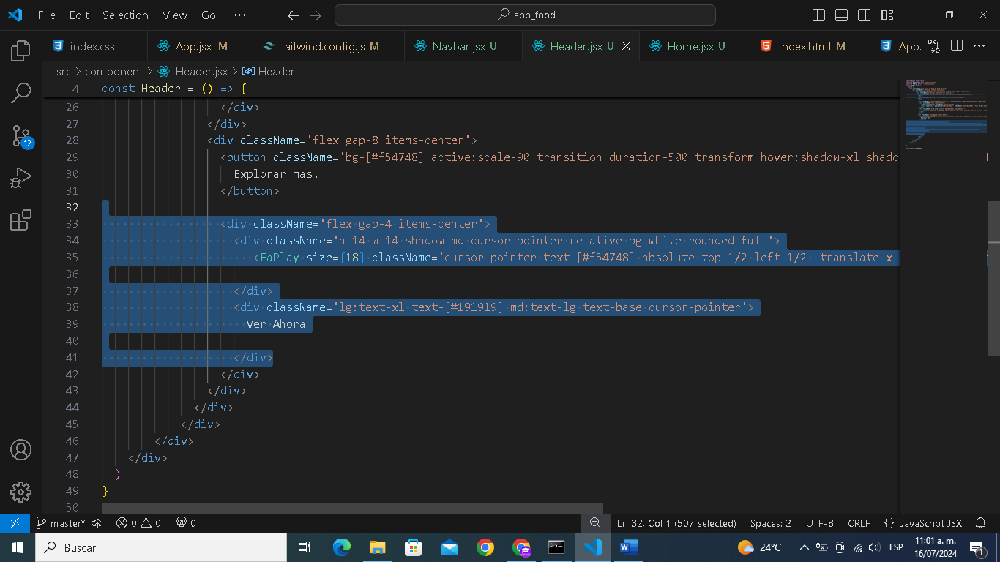 File Edit Selection View Go ··· app_food
index.css App.jsx M tailwind.config.js M Navbar.jsx U Header.jsx U Home.jsx U index.html M App.
src > component > Header.jsx > Header
4 const Header = () => {
26 </div>
27 </div>
28 <div className='flex gap-8 items-center'>
29 <button className='bg-[#f54748] active:scale-90 transition duration-500 transform hover:shadow-xl shado
30 Explorar mas!
31 </button>
32
33 <div className='flex gap-4 items-center'>
34 <div className='h-14 w-14 shadow-md cursor-pointer relative bg-white rounded-full'>
35 <FaPlay size={18} className='cursor-pointer text-[#f54748] absolute top-1/2 left-1/2 -translate-x-
36
37 </div>
38 <div className='lg:text-xl text-[#191919] md:text-lg text-base cursor-pointer'>
39 Ver Ahora
40
41 </div>
42 </div>
43 </div>
44 </div>
45 </div>
46 </div>
47 </div>
48 )
49 }
50
12
master* 0 0 0 Ln 32, Col 1 (507 selected) Spaces: 2 UTF-8 CRLF {} JavaScript JSX
Buscar 24°C ESP 11:01 a. m.
16/07/2024 1